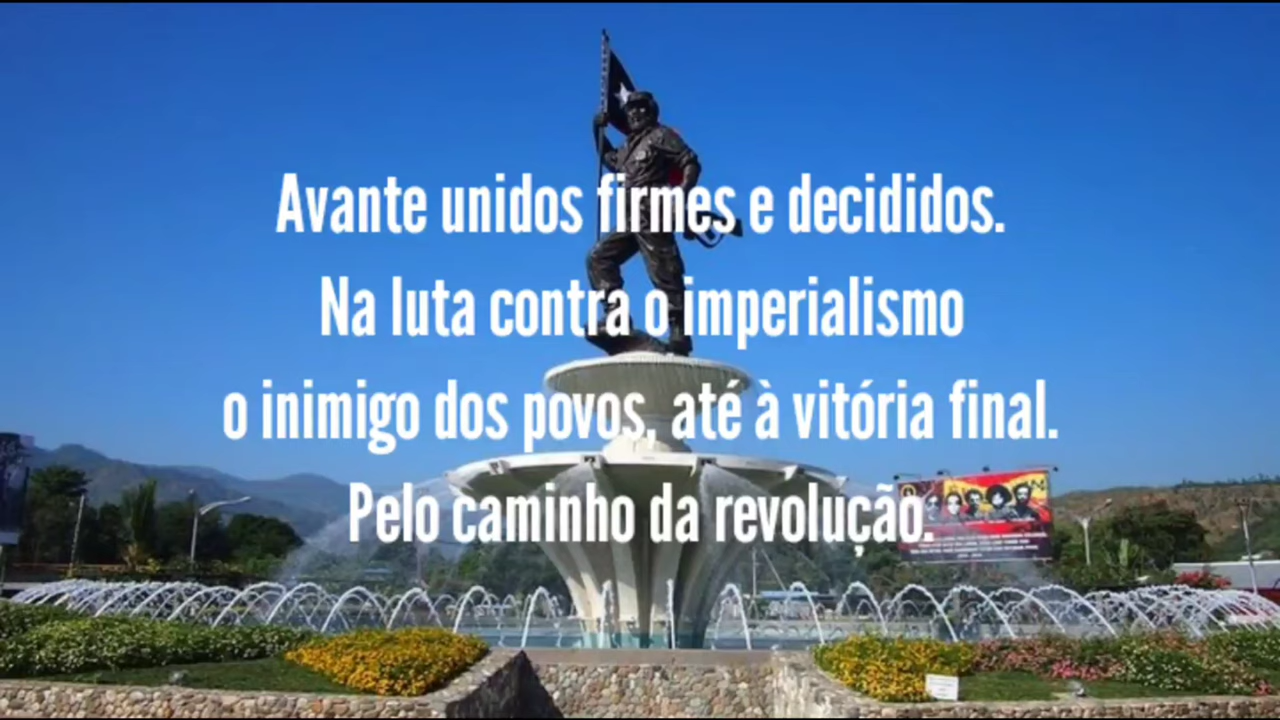 Avante unidos firmes e decididos.
Na luta contra o imperialismo
o inimigo dos povos, até à vitória final.
Pelo caminho da revolução.